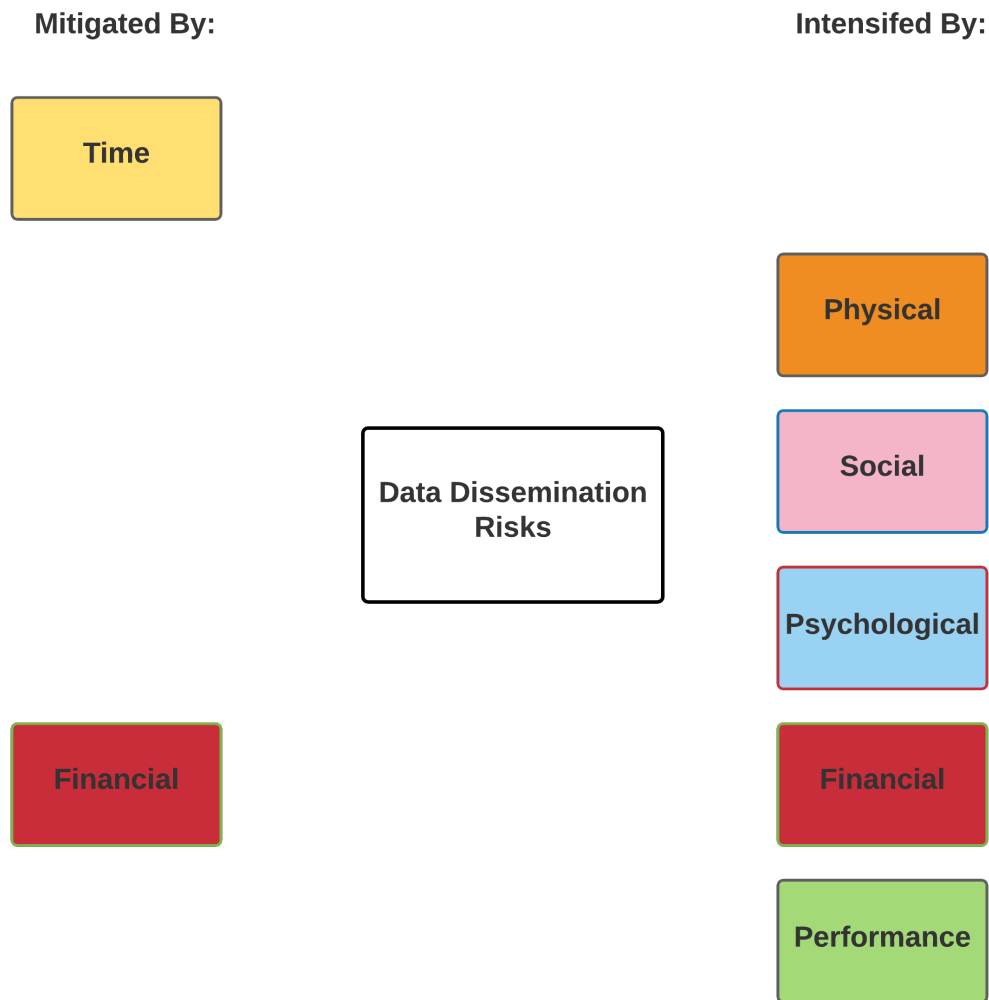 Mitigated By:
Intensifed By:
Time
Physical
Social
Data Dissemination
Risks
Psychological
Financial
Financial
Performance